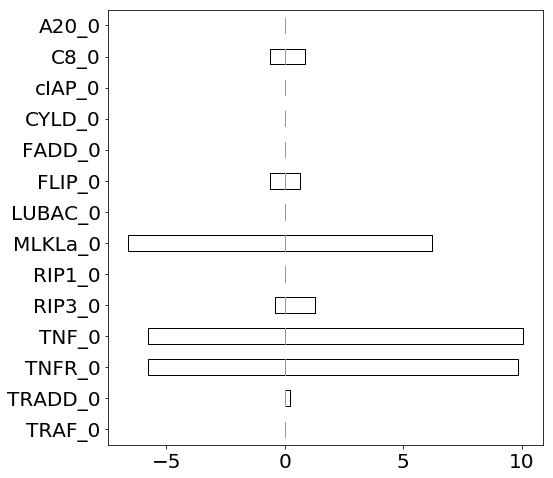 A20_0
C8_0
cIAP_0
CYLD_0
FADD_0
FLIP_0
LUBAC_0
MLKLa_0
RIP1_0
RIP3_0
TNF_0
TNFR_0
TRADD_0
TRAF_0
−5 0 5 10